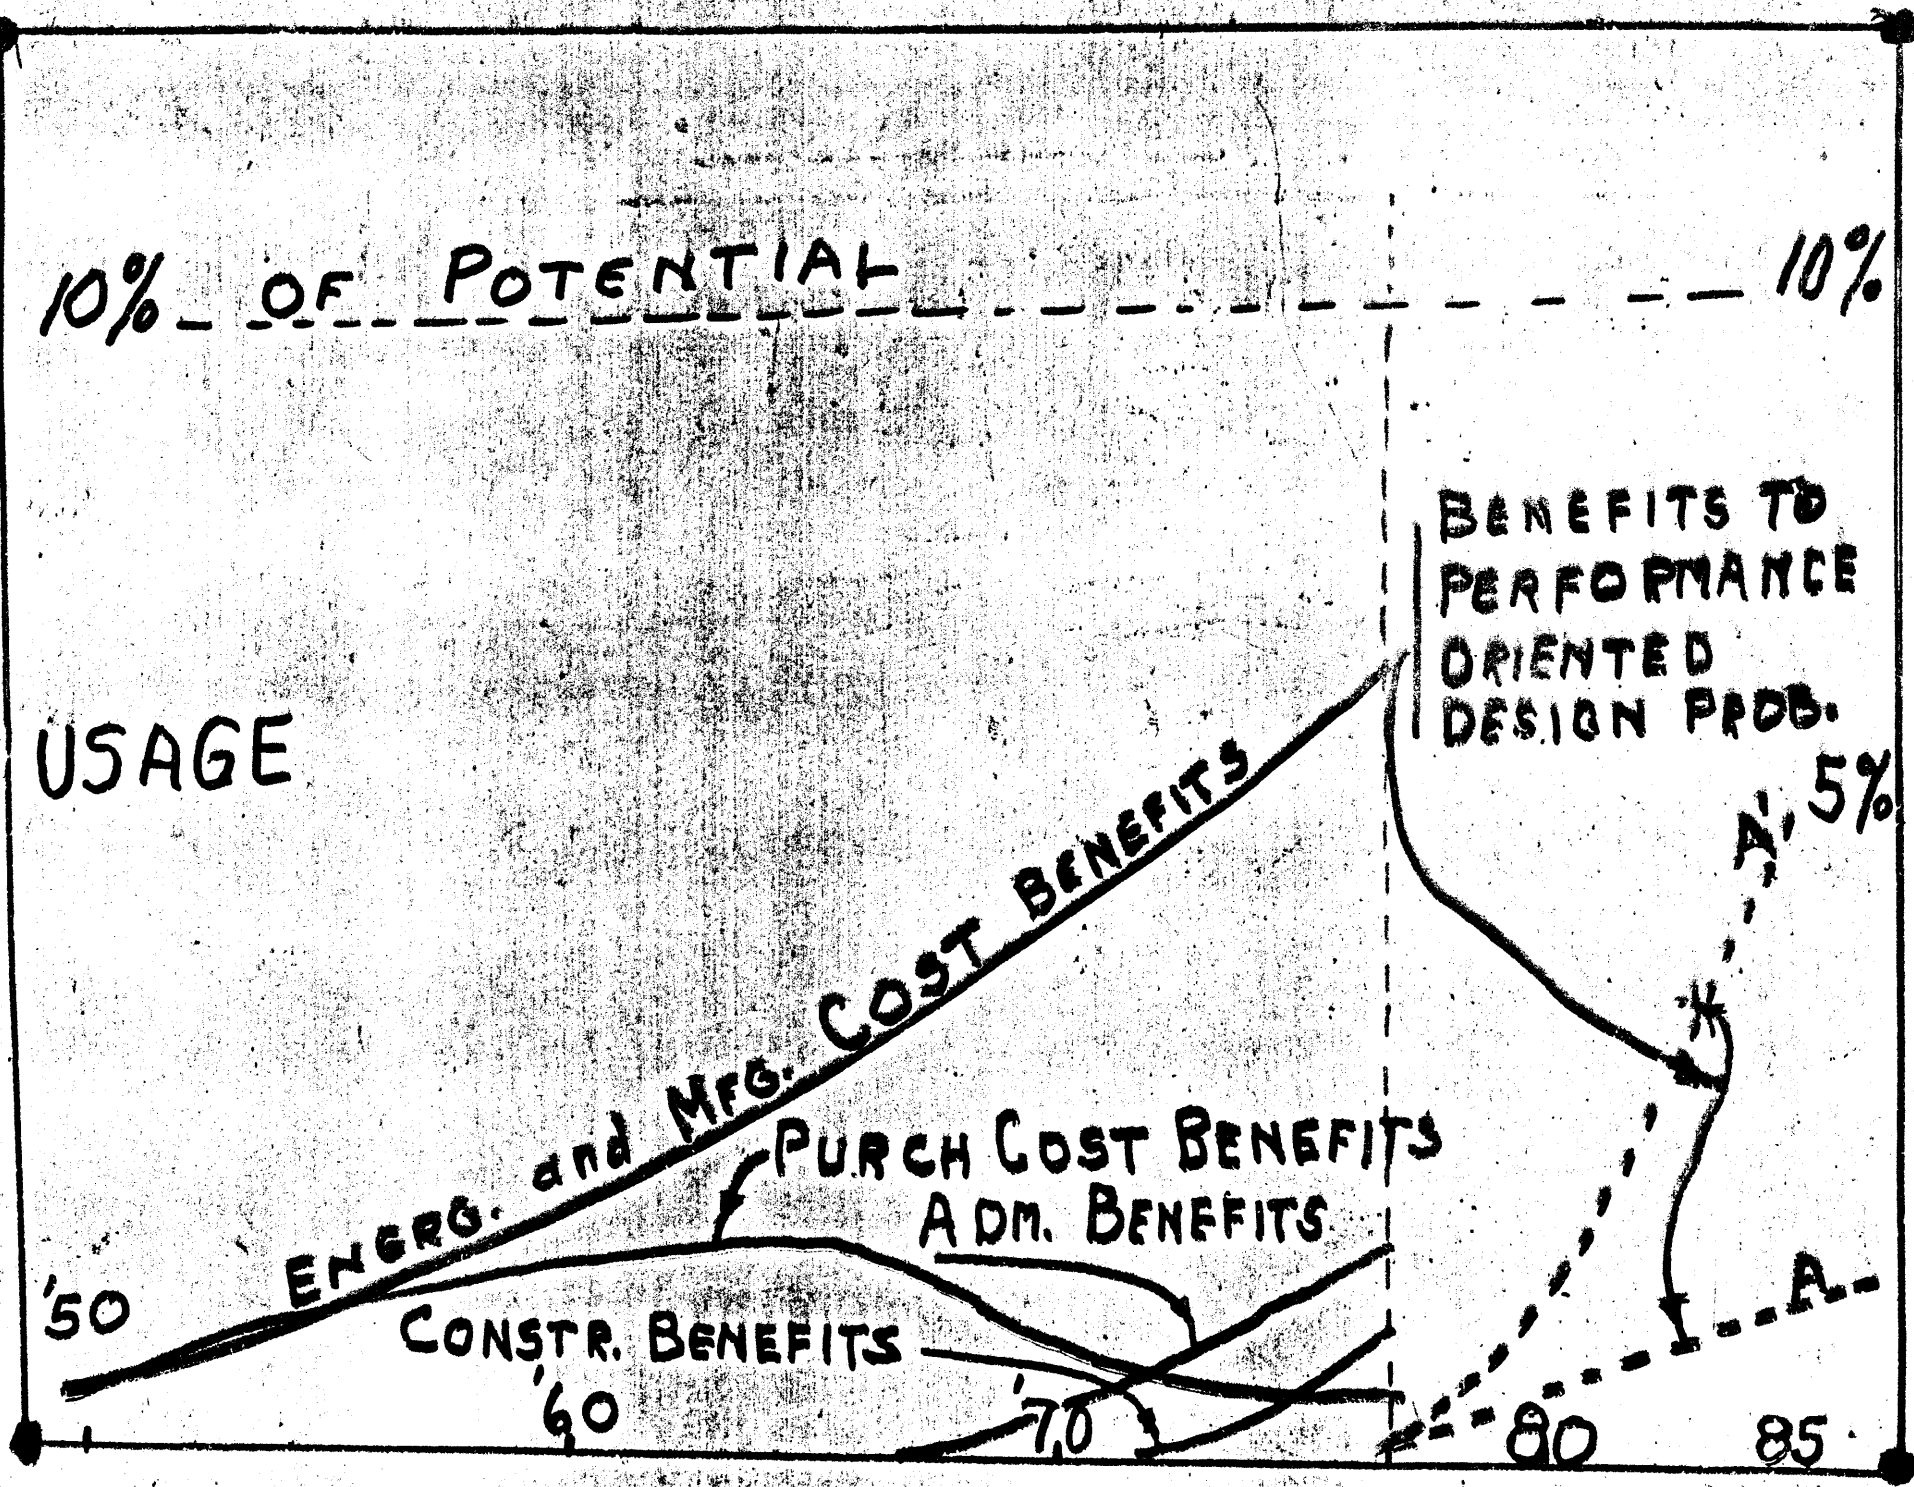 10% OF POTENTIAL 10%
BENEFITS TO
PERFORMANCE
ORIENTED
DESIGN PROB.
USAGE
5%
A'
ENGRG. and MFG. COST BENEFITS
PURCH COST BENEFITS
ADM. BENEFITS
'50
CONSTR. BENEFITS
A
'60
'70
80
85